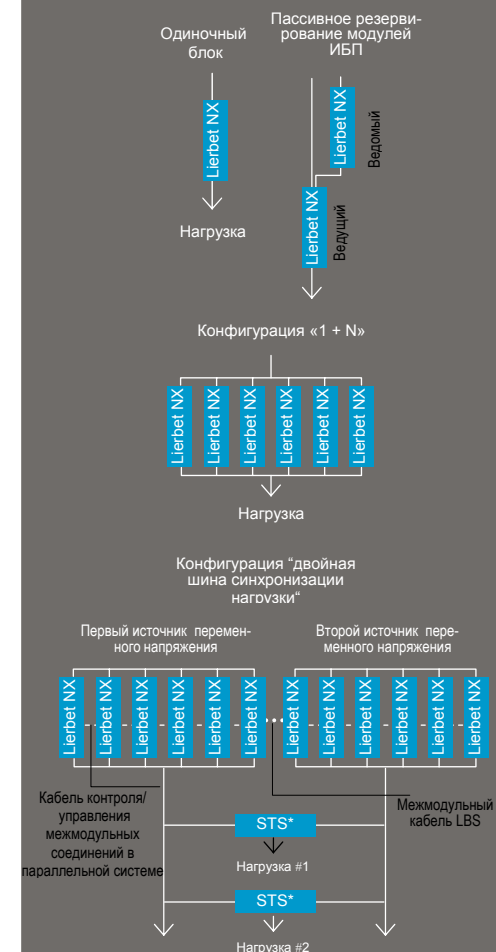 Одиночный
блок
Пассивное резерви-
рование модулей
ИБП
Lierbet NX
Lierbet NX
Ведомый
Lierbet NX
Ведущий
Нагрузка
Конфигурация «1 + N»
Lierbet NX
Lierbet NX
Lierbet NX
Lierbet NX
Lierbet NX
Lierbet NX
Нагрузка
Конфигурация “двойная
шина синхронизации
нагрузки“
Первый источник перемен-
ного напряжения
Второй источник пере-
менного напряжения
Lierbet NX
Lierbet NX
Lierbet NX
Lierbet NX
Lierbet NX
Lierbet NX
Lierbet NX
Lierbet NX
Lierbet NX
Lierbet NX
Lierbet NX
Lierbet NX
Кабель контроля/
управления
межмодульных
соединений в
параллельной системе
Межмодульный
кабель LBS
STS*
Нагрузка #1
STS*
Нагрузка #2